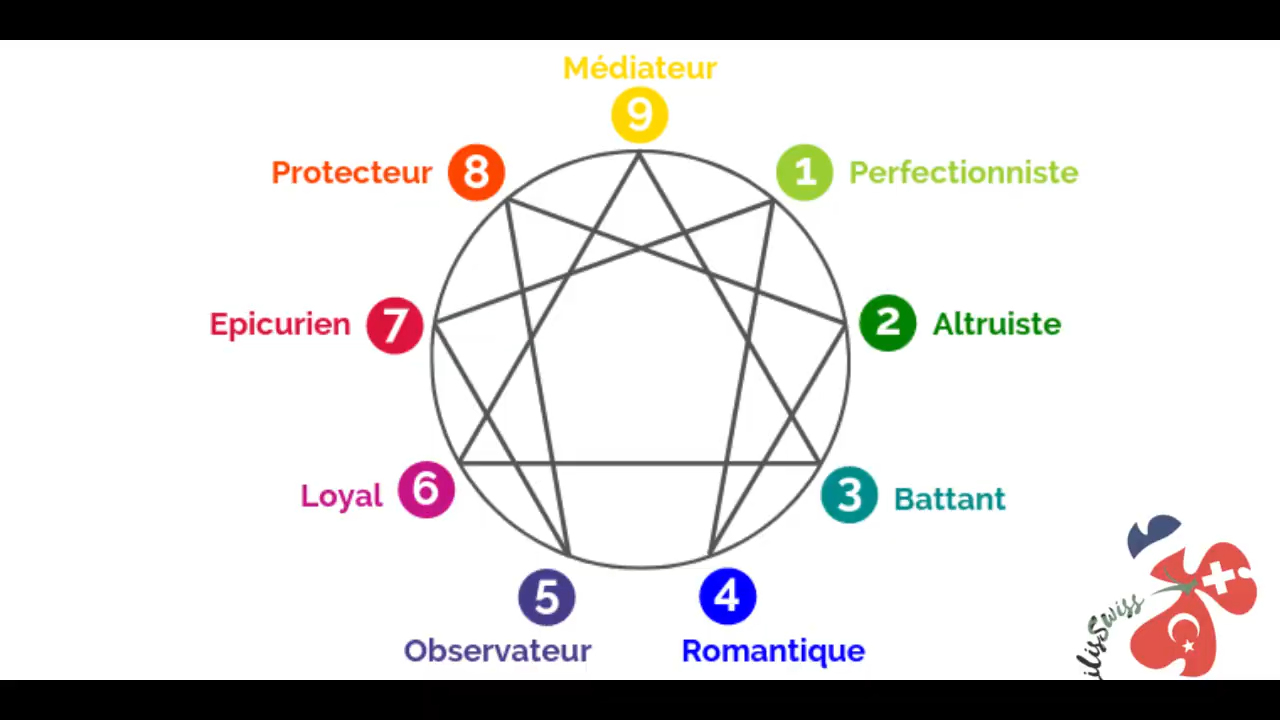 Médiateur
9
Protecteur 8
1 Perfectionniste
Epicurien 7
2 Altruiste
Loyal 6
3 Battant
5
Observateur
4
Romantique